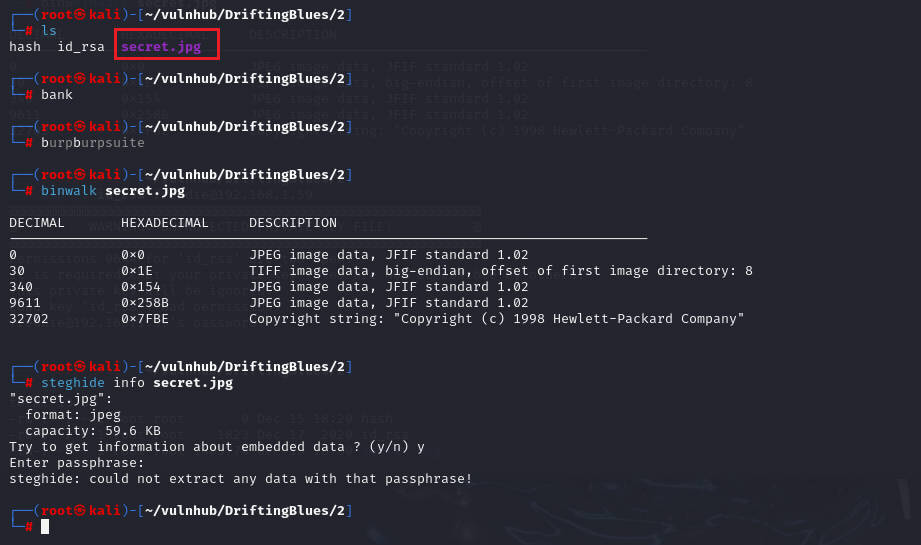 ┌──(root㉿kali)-[~/vulnhub/DriftingBlues/2]
└─# ls
hash  id_rsa  secret.jpg
┌──(root㉿kali)-[~/vulnhub/DriftingBlues/2]
└─# bank
┌──(root㉿kali)-[~/vulnhub/DriftingBlues/2]
└─# burpburpsuite
┌──(root㉿kali)-[~/vulnhub/DriftingBlues/2]
└─# binwalk secret.jpg
DECIMAL       HEXADECIMAL     DESCRIPTION
--------------------------------------------------------------------------------
0             0×0             JPEG image data, JFIF standard 1.02
30            0×1E            TIFF image data, big-endian, offset of first image directory: 8
340           0×154           JPEG image data, JFIF standard 1.02
9611          0×258B          JPEG image data, JFIF standard 1.02
32702         0×7FBE          Copyright string: "Copyright (c) 1998 Hewlett-Packard Company"
┌──(root㉿kali)-[~/vulnhub/DriftingBlues/2]
└─# steghide info secret.jpg
"secret.jpg":
  format: jpeg
  capacity: 59.6 KB
Try to get information about embedded data ? (y/n) y
Enter passphrase:
steghide: could not extract any data with that passphrase!
┌──(root㉿kali)-[~/vulnhub/DriftingBlues/2]
└─#